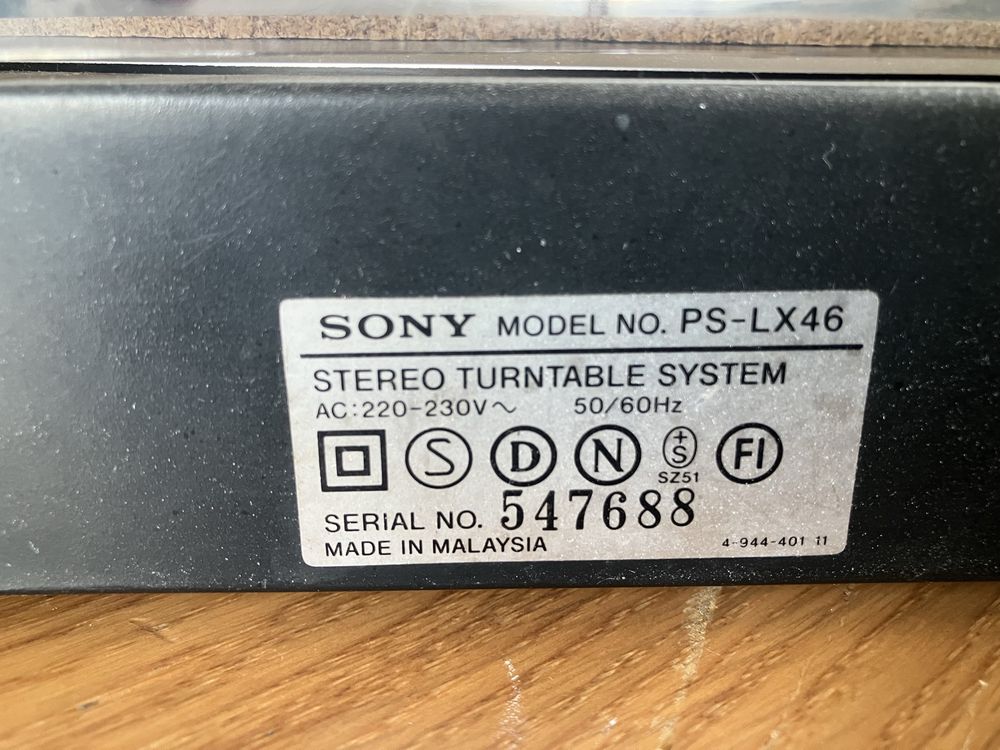 SONY MODEL NO. PS-LX46
STEREO TURNTABLE SYSTEM
AC:220-230V~ 50/60Hz
S D N +S FI
SZ51
SERIAL NO. 547688
MADE IN MALAYSIA 4-944-401 11